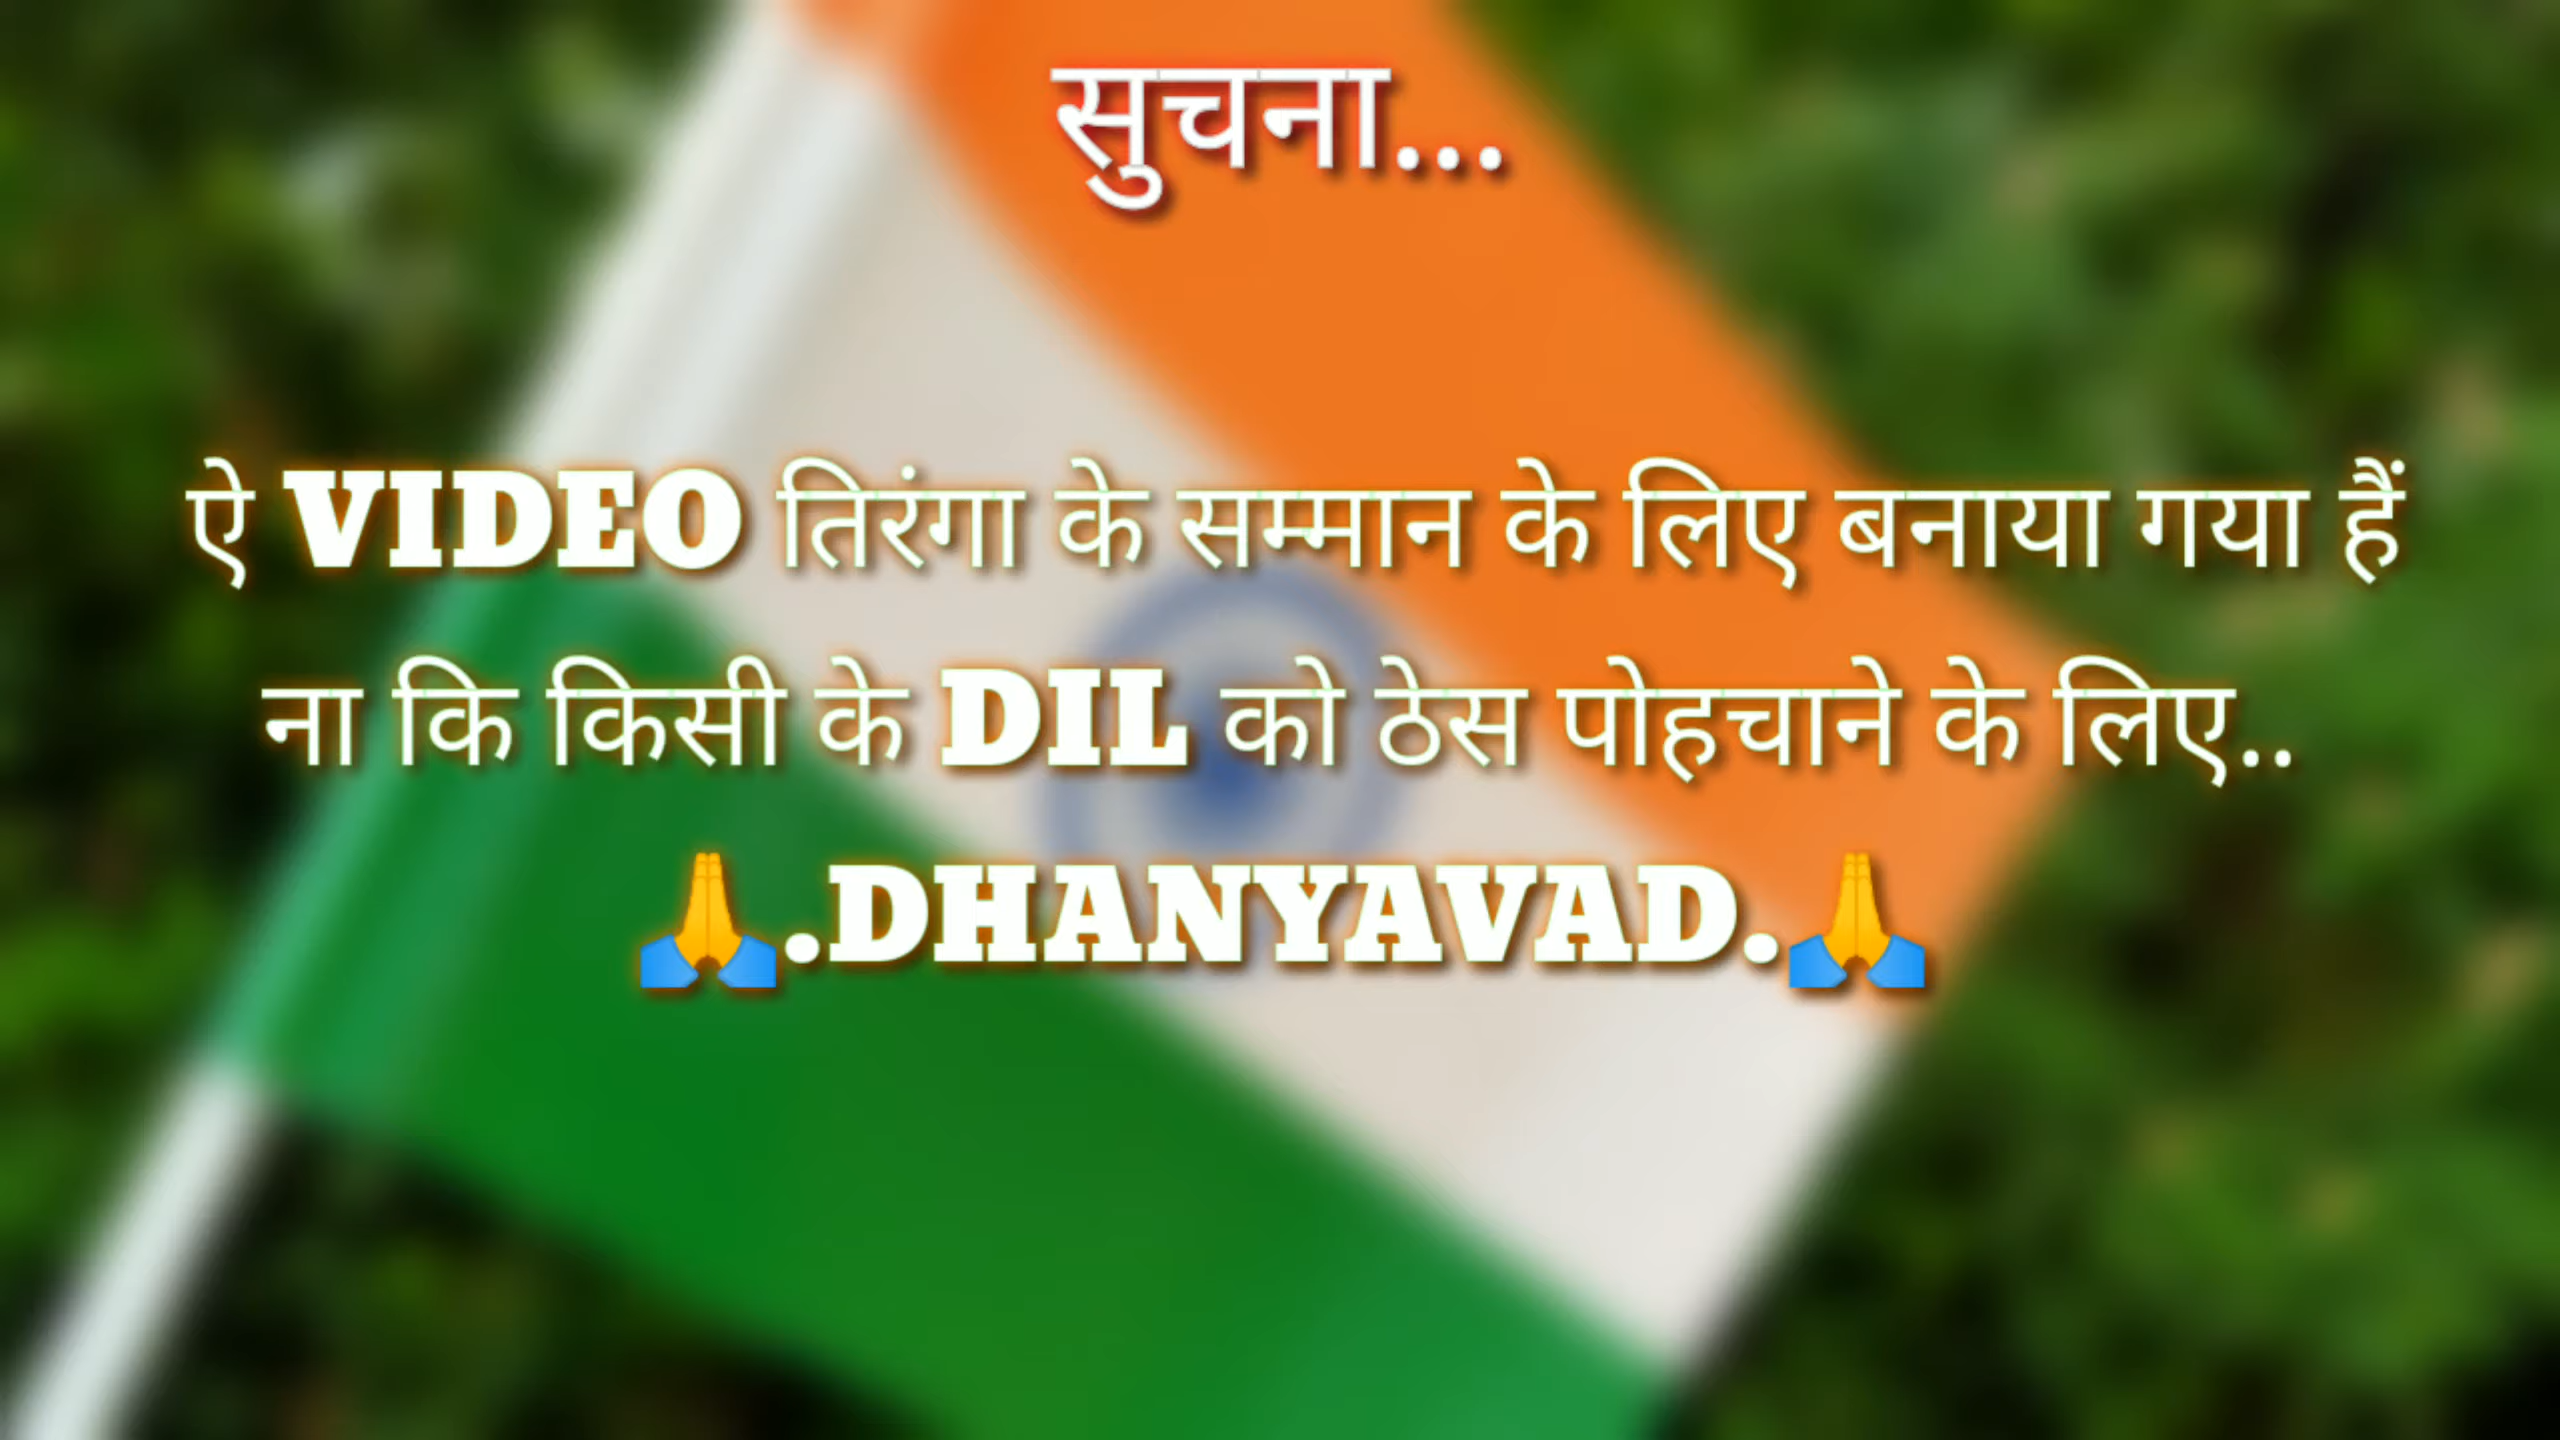 सुचना...
ऐ VIDEO तिरंगा के सम्मान के लिए बनाया गया हैं
ना कि किसी के DIL को ठेस पोहचाने के लिए..
🙏.DHANYAVAD.🙏